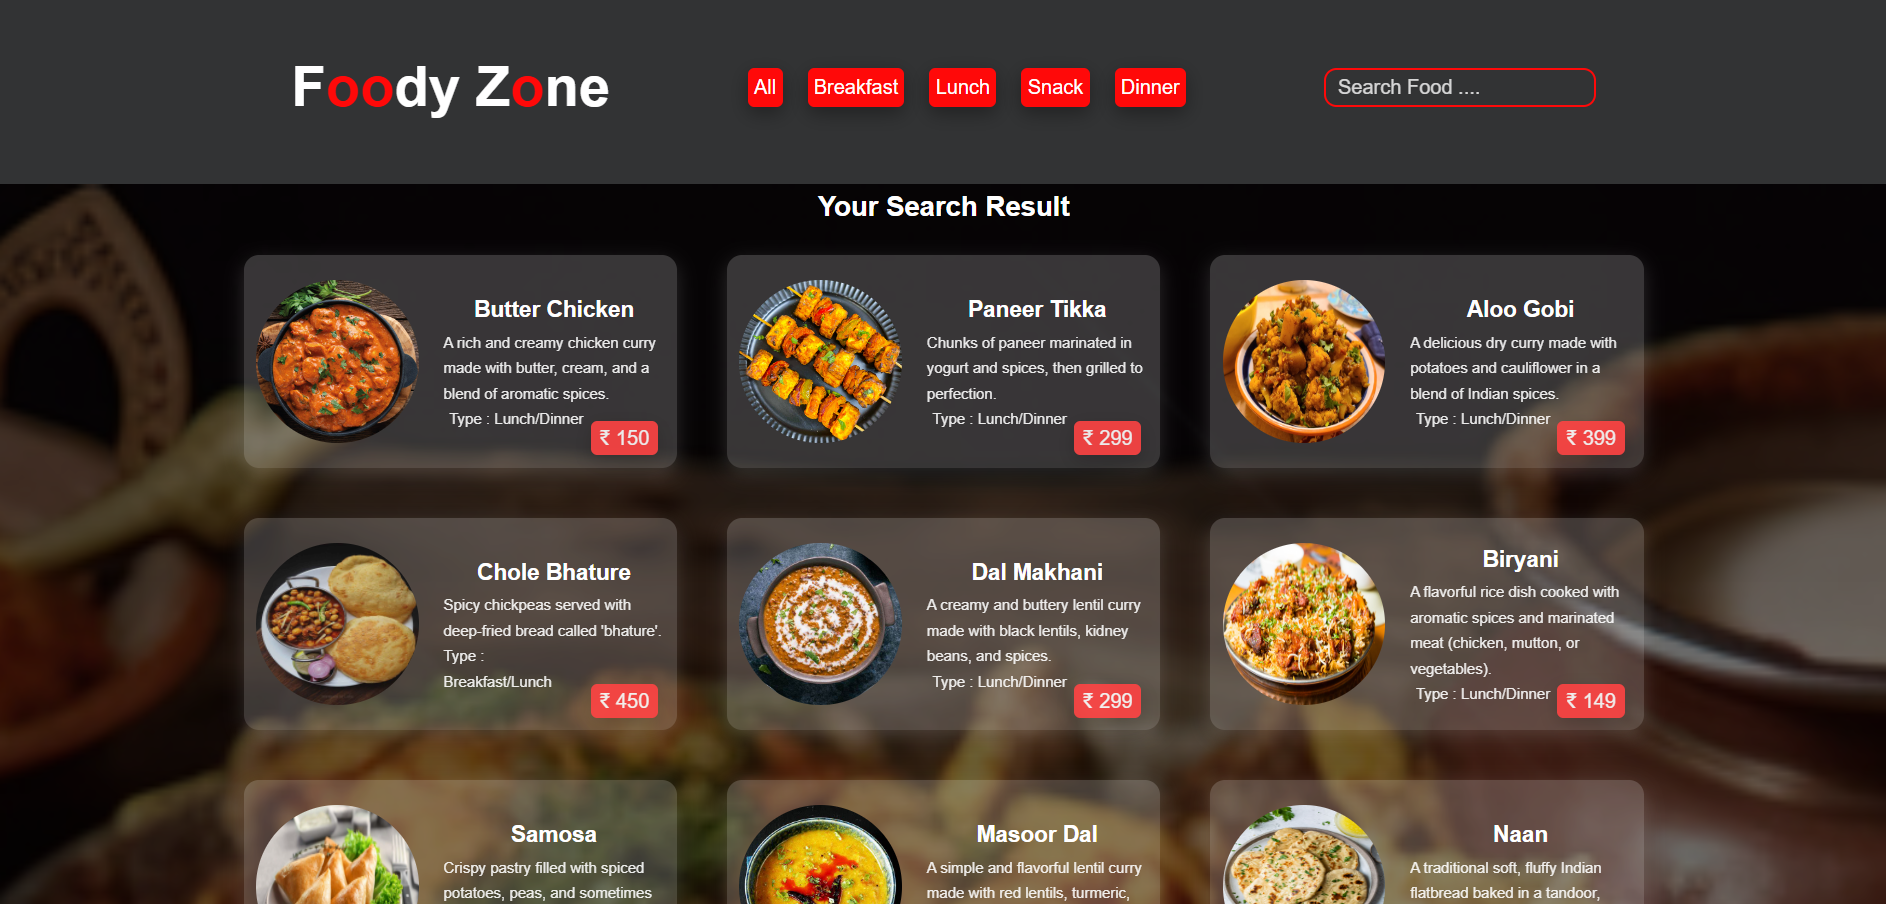 Foody Zone
All Breakfast Lunch Snack Dinner
Search Food ....
Your Search Result
Butter Chicken
A rich and creamy chicken curry
made with butter, cream, and a
blend of aromatic spices.
Type : Lunch/Dinner
₹ 150
Paneer Tikka
Chunks of paneer marinated in
yogurt and spices, then grilled to
perfection.
Type : Lunch/Dinner
₹ 299
Aloo Gobi
A delicious dry curry made with
potatoes and cauliflower in a
blend of Indian spices.
Type : Lunch/Dinner
₹ 399
Chole Bhature
Spicy chickpeas served with
deep-fried bread called 'bhature'.
Type :
Breakfast/Lunch
₹ 450
Dal Makhani
A creamy and buttery lentil curry
made with black lentils, kidney
beans, and spices.
Type : Lunch/Dinner
₹ 299
Biryani
A flavorful rice dish cooked with
aromatic spices and marinated
meat (chicken, mutton, or
vegetables).
Type : Lunch/Dinner
₹ 149
Samosa
Crispy pastry filled with spiced
potatoes, peas, and sometimes
Masoor Dal
A simple and flavorful lentil curry
made with red lentils, turmeric,
Naan
A traditional soft, fluffy Indian
flatbread baked in a tandoor,